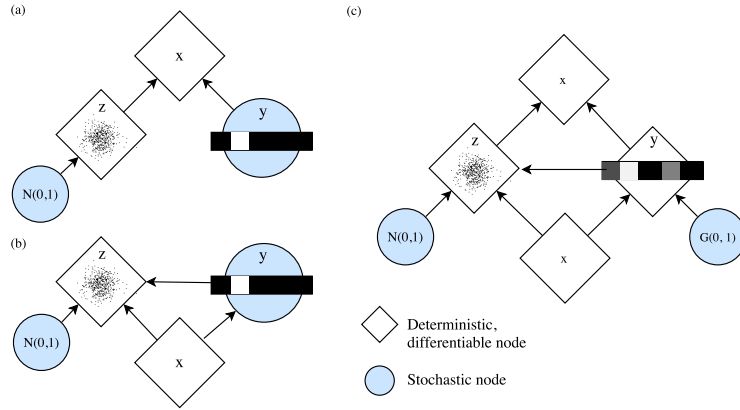 (a)
x
z
y
N(0,1)
(b)
z
y
N(0,1)
x
(c)
x
z
y
N(0,1)
G(0, 1)
x
Deterministic,
differentiable node
Stochastic node